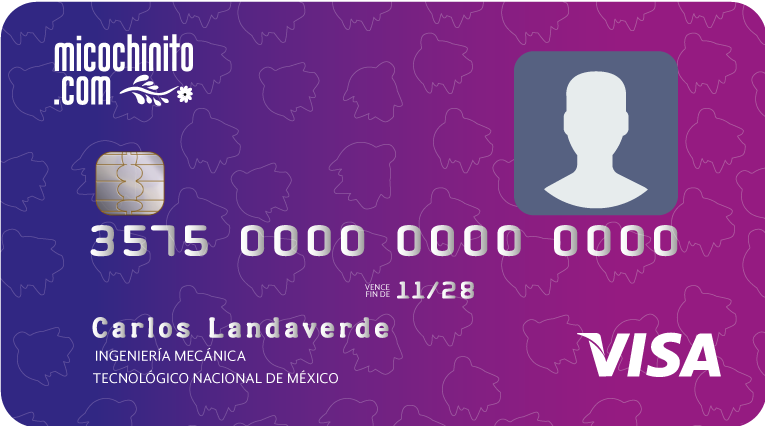 micochinito
.com
3575 0000 0000 0000
VENCE
FIN DE 11/28
Carlos Landaverde
INGENIERÍA MECÁNICA
TECNOLÓGICO NACIONAL DE MÉXICO
VISA